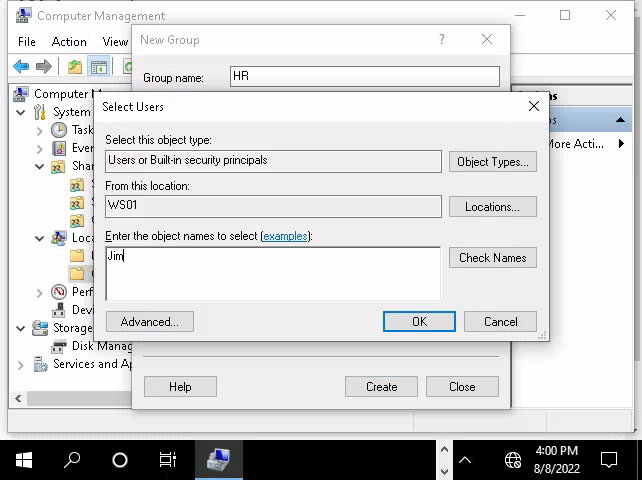 Computer Management
File Action
New Group
?
Group name: HR
Select Users
Select this object type:
Users or Built-in security principals
Object Types...
From this location:
WS01
Locations...
Enter the object names to select (examples):
Jim
Check Names
Advanced...
OK
Cancel
Help
Create
Close
Computer M
System
Task
Ever
Shar
S
S
Loca
Perf
Devi
Storage
Disk Manag
Services and Ap
More Acti...
4:00 PM
8/8/2022